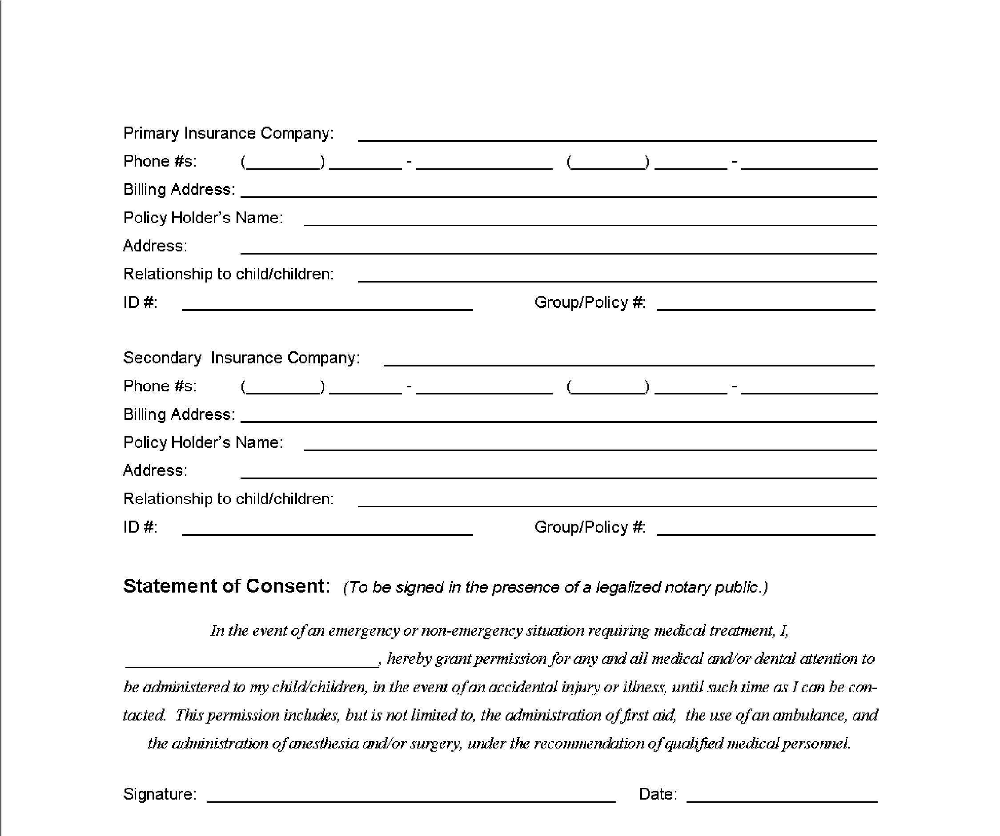 Primary Insurance Company:
Phone #s: ( ) - ( ) -
Billing Address:
Policy Holder’s Name:
Address:
Relationship to child/children:
ID #: Group/Policy #:
Secondary Insurance Company:
Phone #s: ( ) - ( ) -
Billing Address:
Policy Holder’s Name:
Address:
Relationship to child/children:
ID #: Group/Policy #:
Statement of Consent: (To be signed in the presence of a legalized notary public.)
In the event of an emergency or non-emergency situation requiring medical treatment, I,
, hereby grant permission for any and all medical and/or dental attention to
be administered to my child/children, in the event of an accidental injury or illness, until such time as I can be con-
tacted. This permission includes, but is not limited to, the administration of first aid, the use of an ambulance, and
the administration of anesthesia and/or surgery, under the recommendation of qualified medical personnel.
Signature: Date: